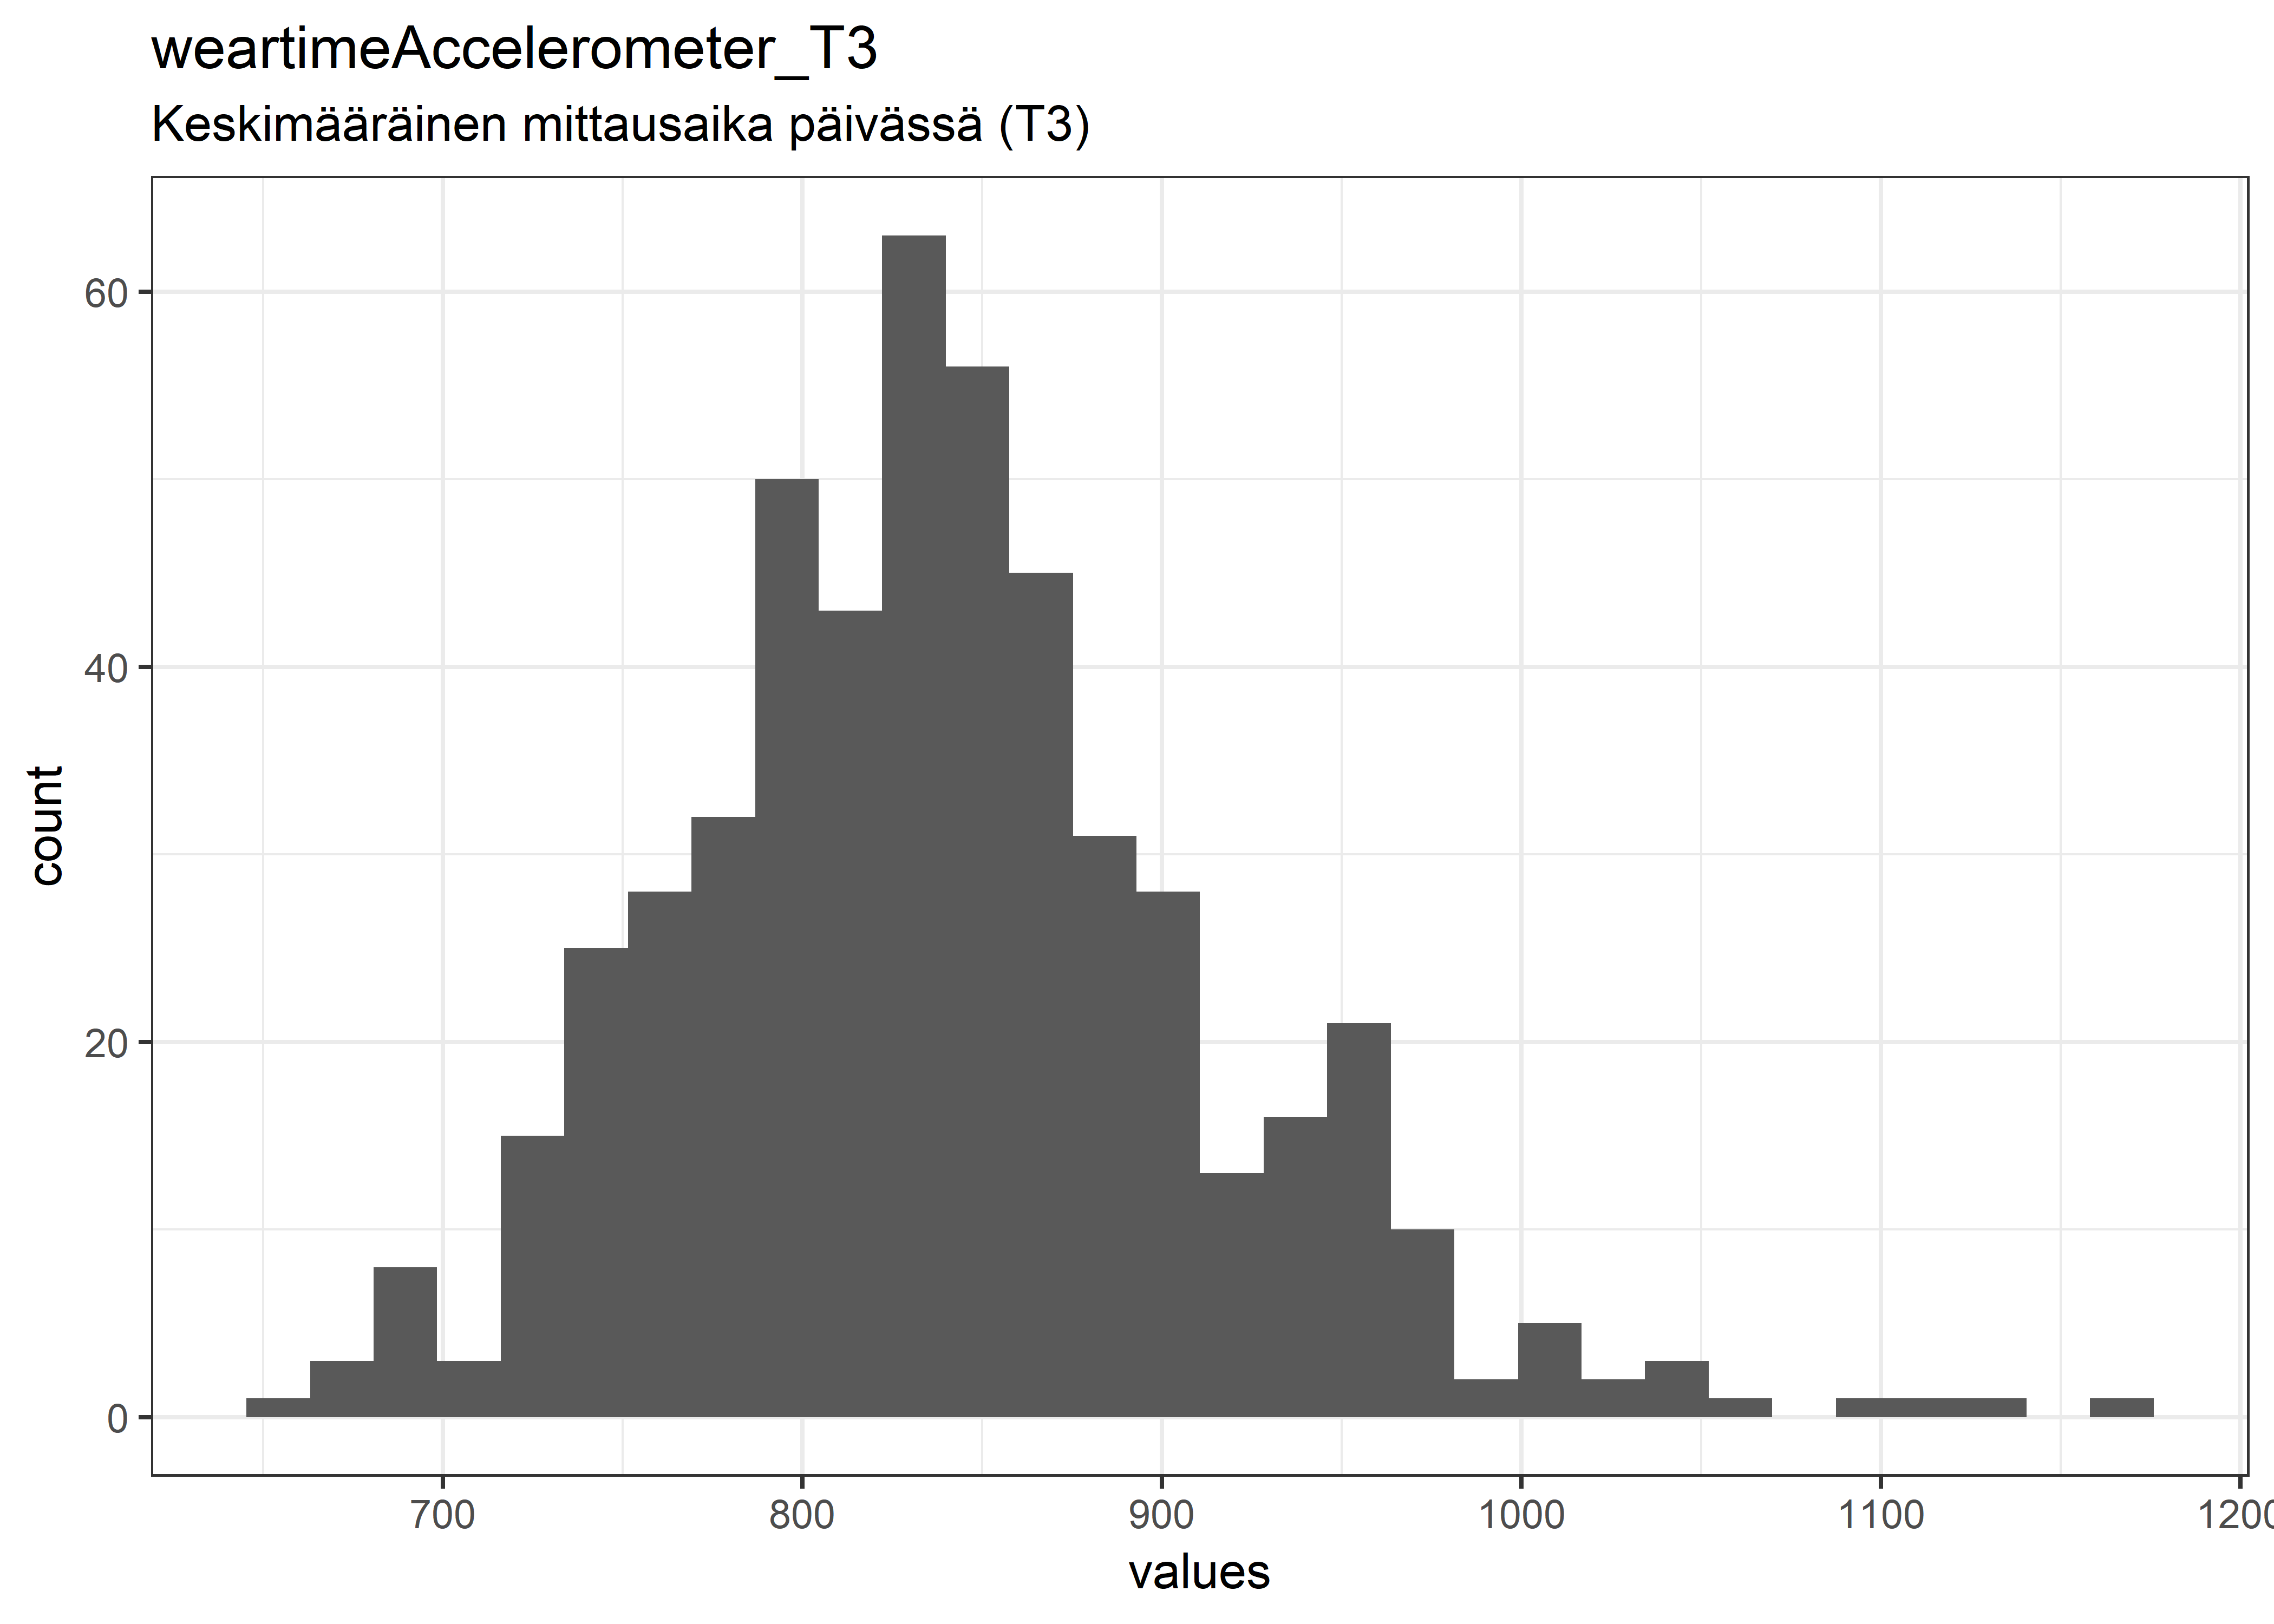 weartimeAccelerometer_T3
Keskimääräinen mittausaika päivässä (T3)
60
40
20
0
count
700 800 900 1000 1100 1200
values